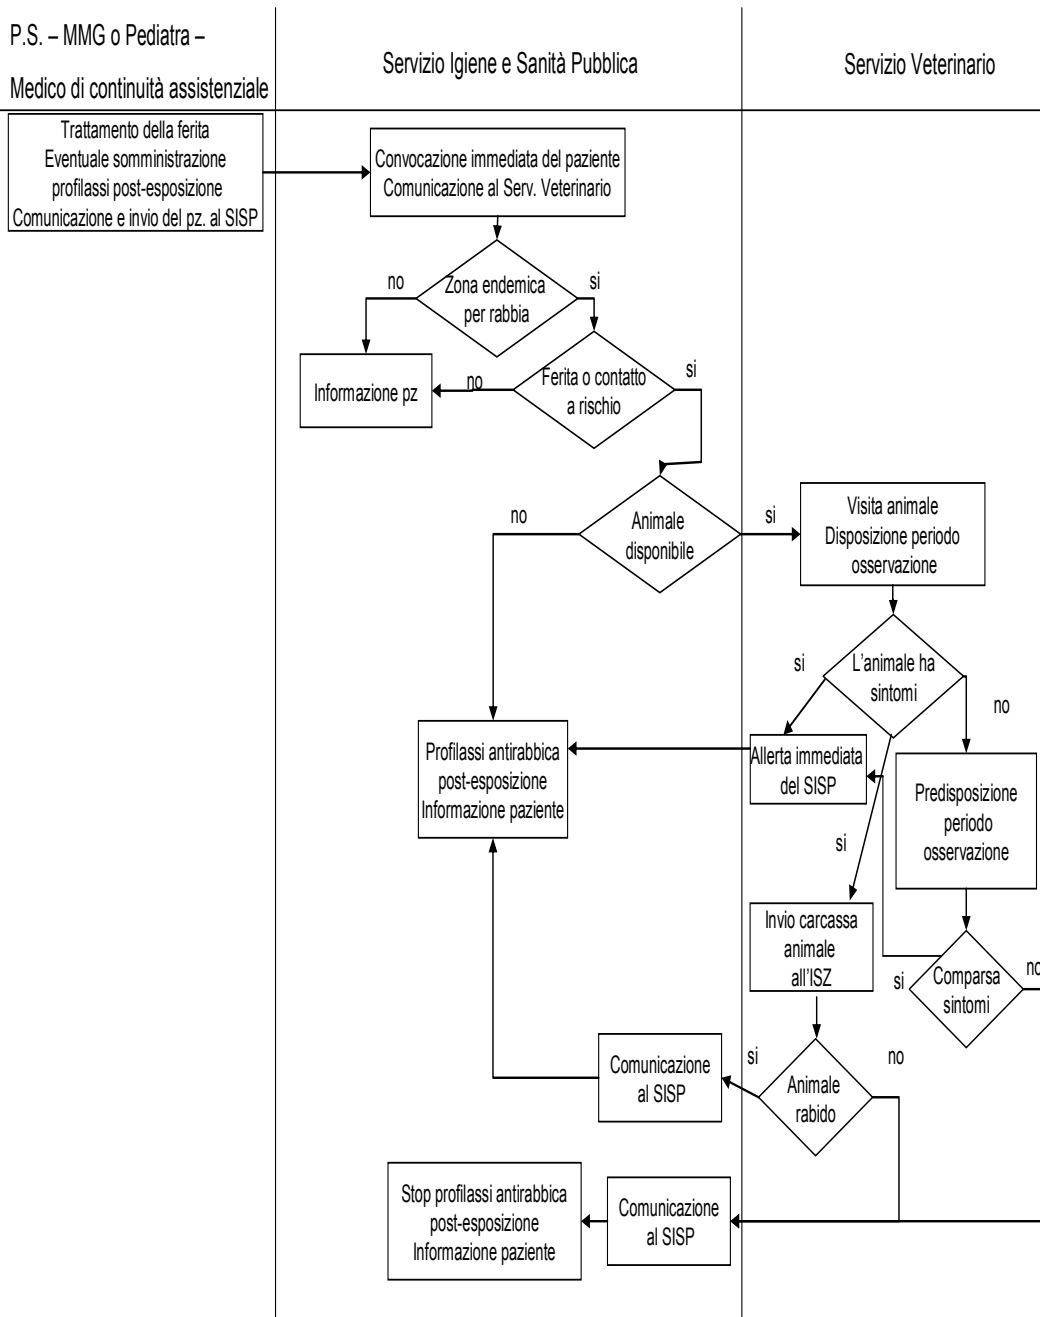 P.S. – MMG o Pediatra –
Medico di continuità assistenziale
Servizio Igiene e Sanità Pubblica
Servizio Veterinario
Trattamento della ferita
Eventuale somministrazione
profilassi post-esposizione
Comunicazione e invio del pz. al SISP
Convocazione immediata del paziente
Comunicazione al Serv. Veterinario
no
Zona endemica
per rabbia
si
Informazione pz
no
Ferita o contatto
a rischio
si
no
Animale
disponibile
si
Visita animale
Disposizione periodo
osservazione
si
L'animale ha
sintomi
no
Profilassi antirabbica
post-esposizione
Informazione paziente
Allerta immediata
del SISP
Predisposizione
periodo
osservazione
si
Invio carcassa
animale
all'ISZ
si
Comparsa
sintomi
no
Comunicazione
al SISP
si
Animale
rabido
no
Stop profilassi antirabbica
post-esposizione
Informazione paziente
Comunicazione
al SISP